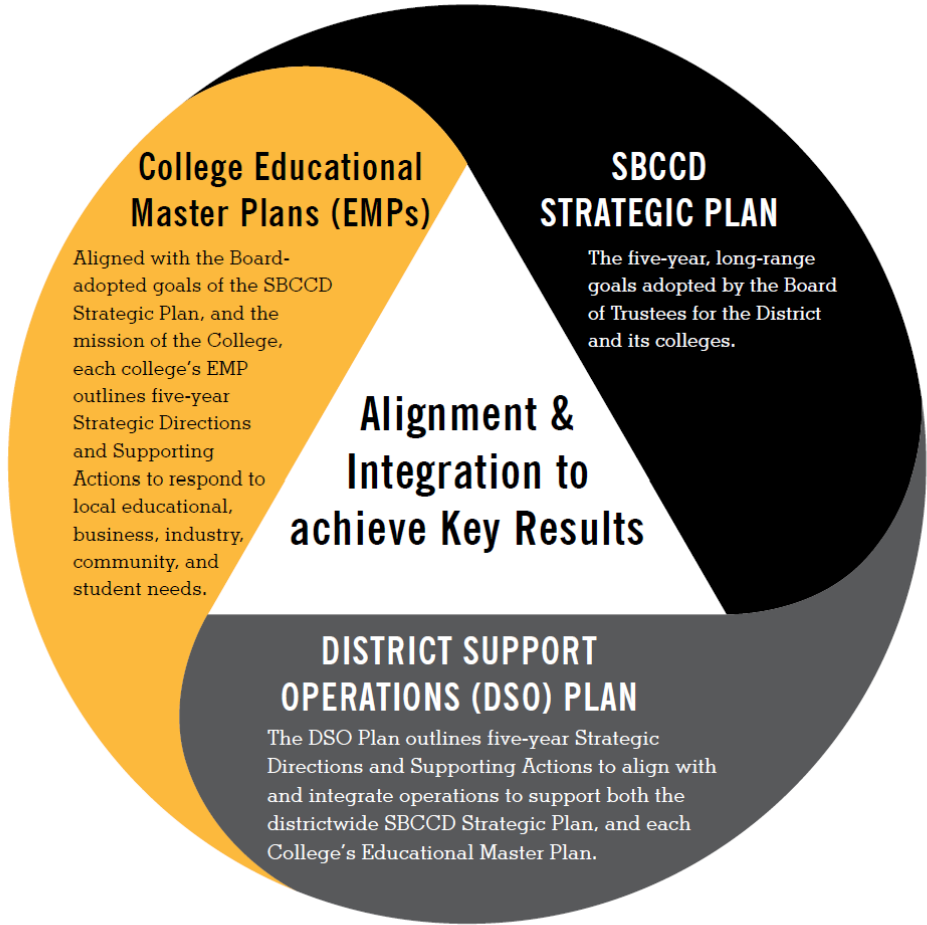 College Educational
Master Plans (EMPs)
Aligned with the Board-
adopted goals of the SBCCD
Strategic Plan, and the
mission of the College,
each college's EMP
outlines five-year
Strategic Directions
and Supporting
Actions to respond to
local educational,
business, industry,
community, and
student needs.
SBCCD
STRATEGIC PLAN
The five-year, long-range
goals adopted by the Board
of Trustees for the District
and its colleges.
Alignment &
Integration to
achieve Key Results
DISTRICT SUPPORT
OPERATIONS (DSO) PLAN
The DSO Plan outlines five-year Strategic
Directions and Supporting Actions to align with
and integrate operations to support both the
districtwide SBCCD Strategic Plan, and each
College's Educational Master Plan.